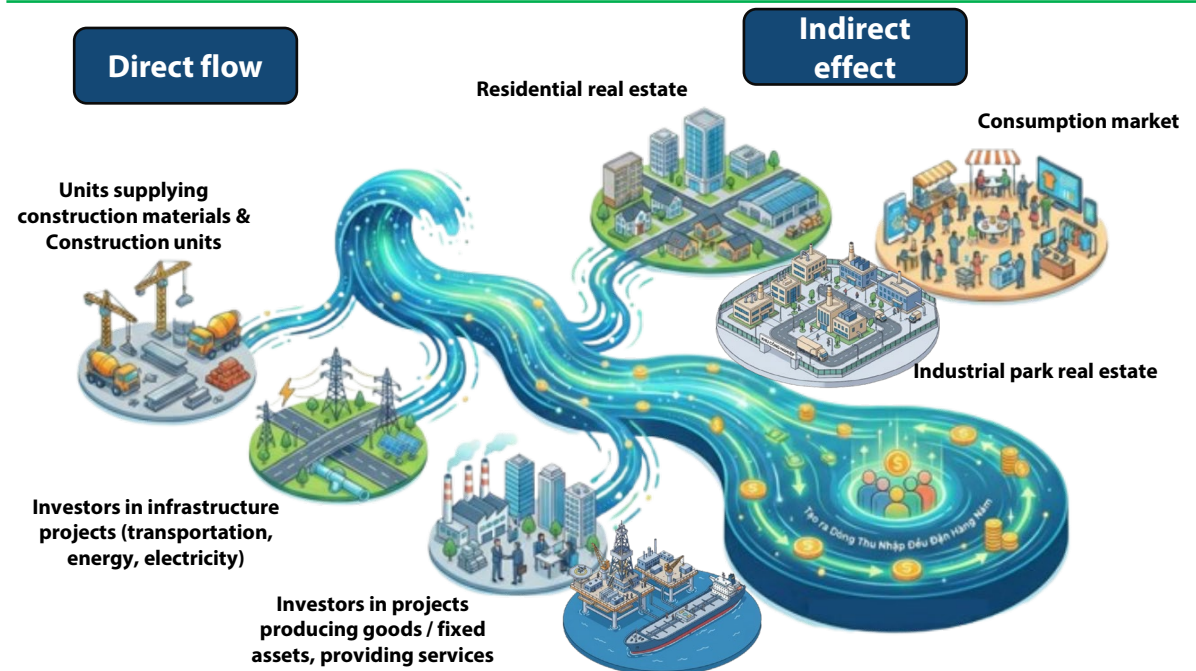 Direct flow
Indirect
effect
Residential real estate
Consumption market
Units supplying
construction materials &
Construction units
Industrial park real estate
Investors in infrastructure
projects (transportation,
energy, electricity)
Tạo ra Dòng Thu Nhập Đều Đặn Hàng Năm
Investors in projects
producing goods / fixed
assets, providing services